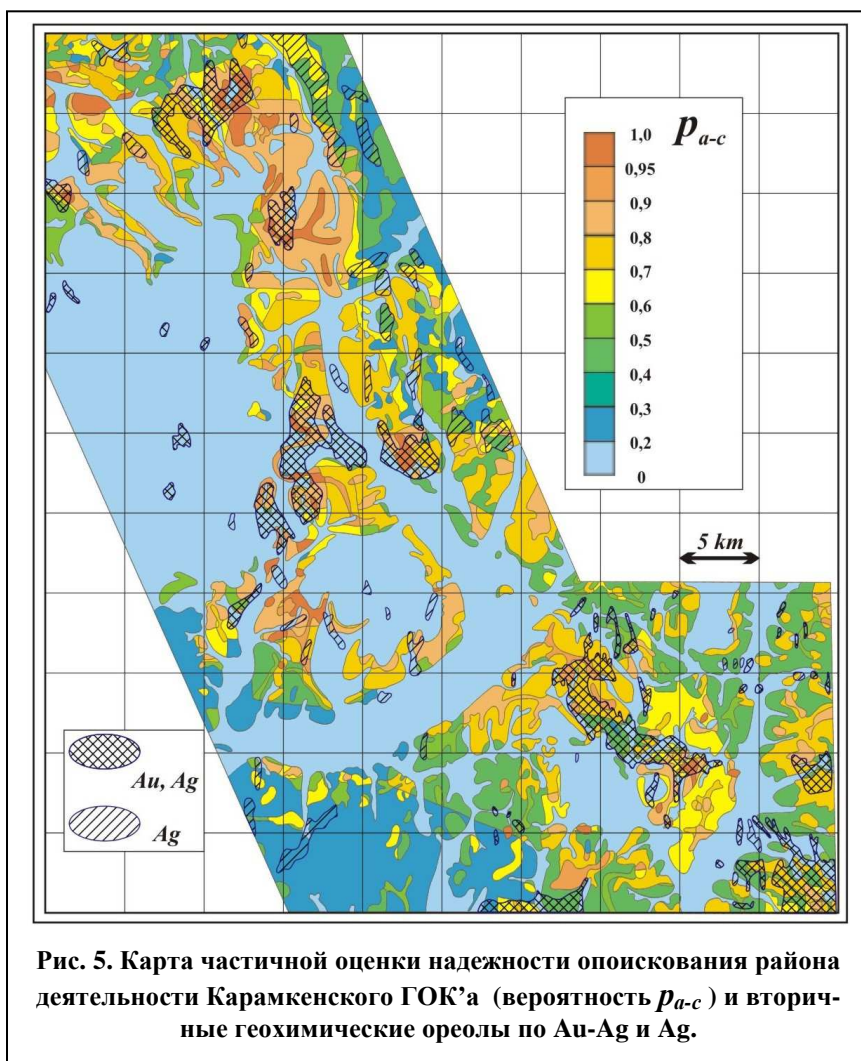 p a-c
1,0
0,95
0,9
0,8
0,7
0,6
0,5
0,4
0,3
0,2
0
5 km
Au, Ag
Ag
Рис. 5. Карта частичной оценки надежности опоискования района
деятельности Карамкенского ГОК’а (вероятность p a-c ) и вторич-
ные геохимические ореолы по Au-Ag и Ag.